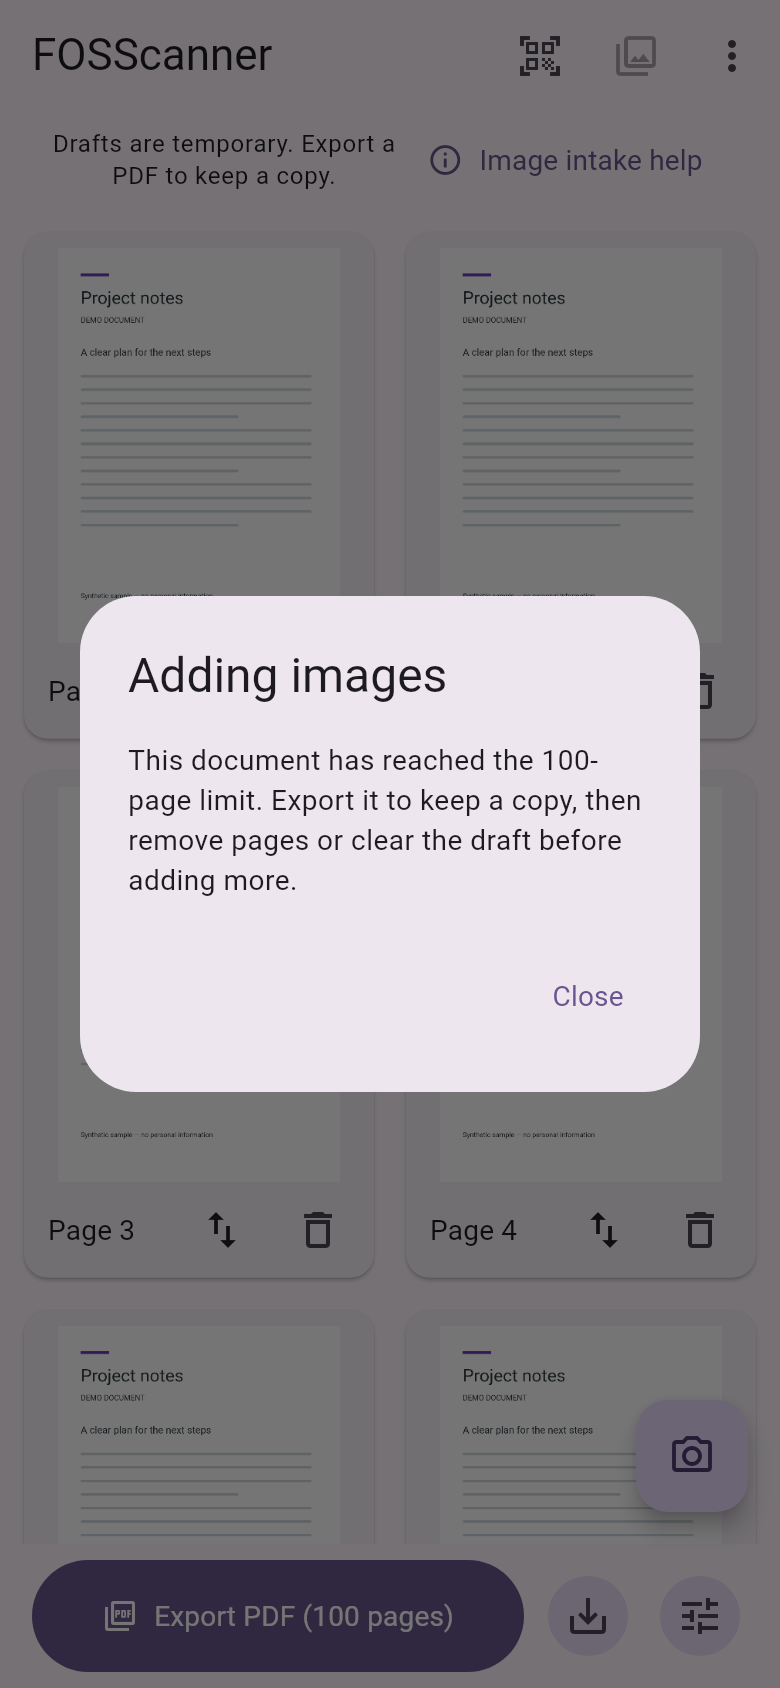 FOSScanner
Drafts are temporary. Export a
PDF to keep a copy.
Image intake help
Project notes
DEMO DOCUMENT
A clear plan for the next steps
Project notes
DEMO DOCUMENT
A clear plan for the next steps
Adding images
This document has reached the 100-
page limit. Export it to keep a copy, then
remove pages or clear the draft before
adding more.
Close
Synthetic sample — no personal information
Synthetic sample — no personal information
Page 3
Page 4
Project notes
DEMO DOCUMENT
A clear plan for the next steps
Project notes
DEMO DOCUMENT
A clear plan for the next steps
PDF
Export PDF (100 pages)